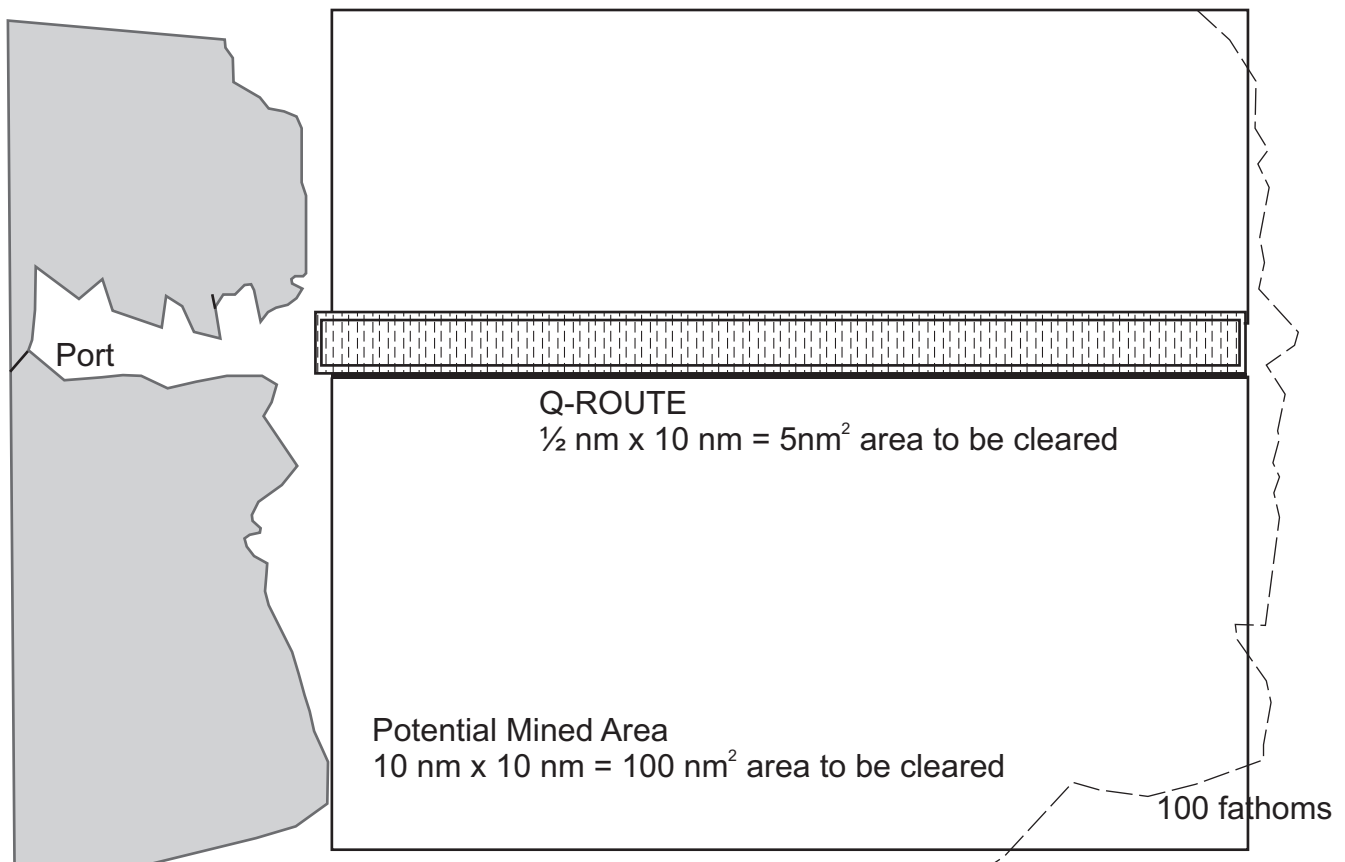 Port
Q-ROUTE
½ nm x 10 nm = 5nm² area to be cleared
Potential Mined Area
10 nm x 10 nm = 100 nm² area to be cleared
100 fathoms